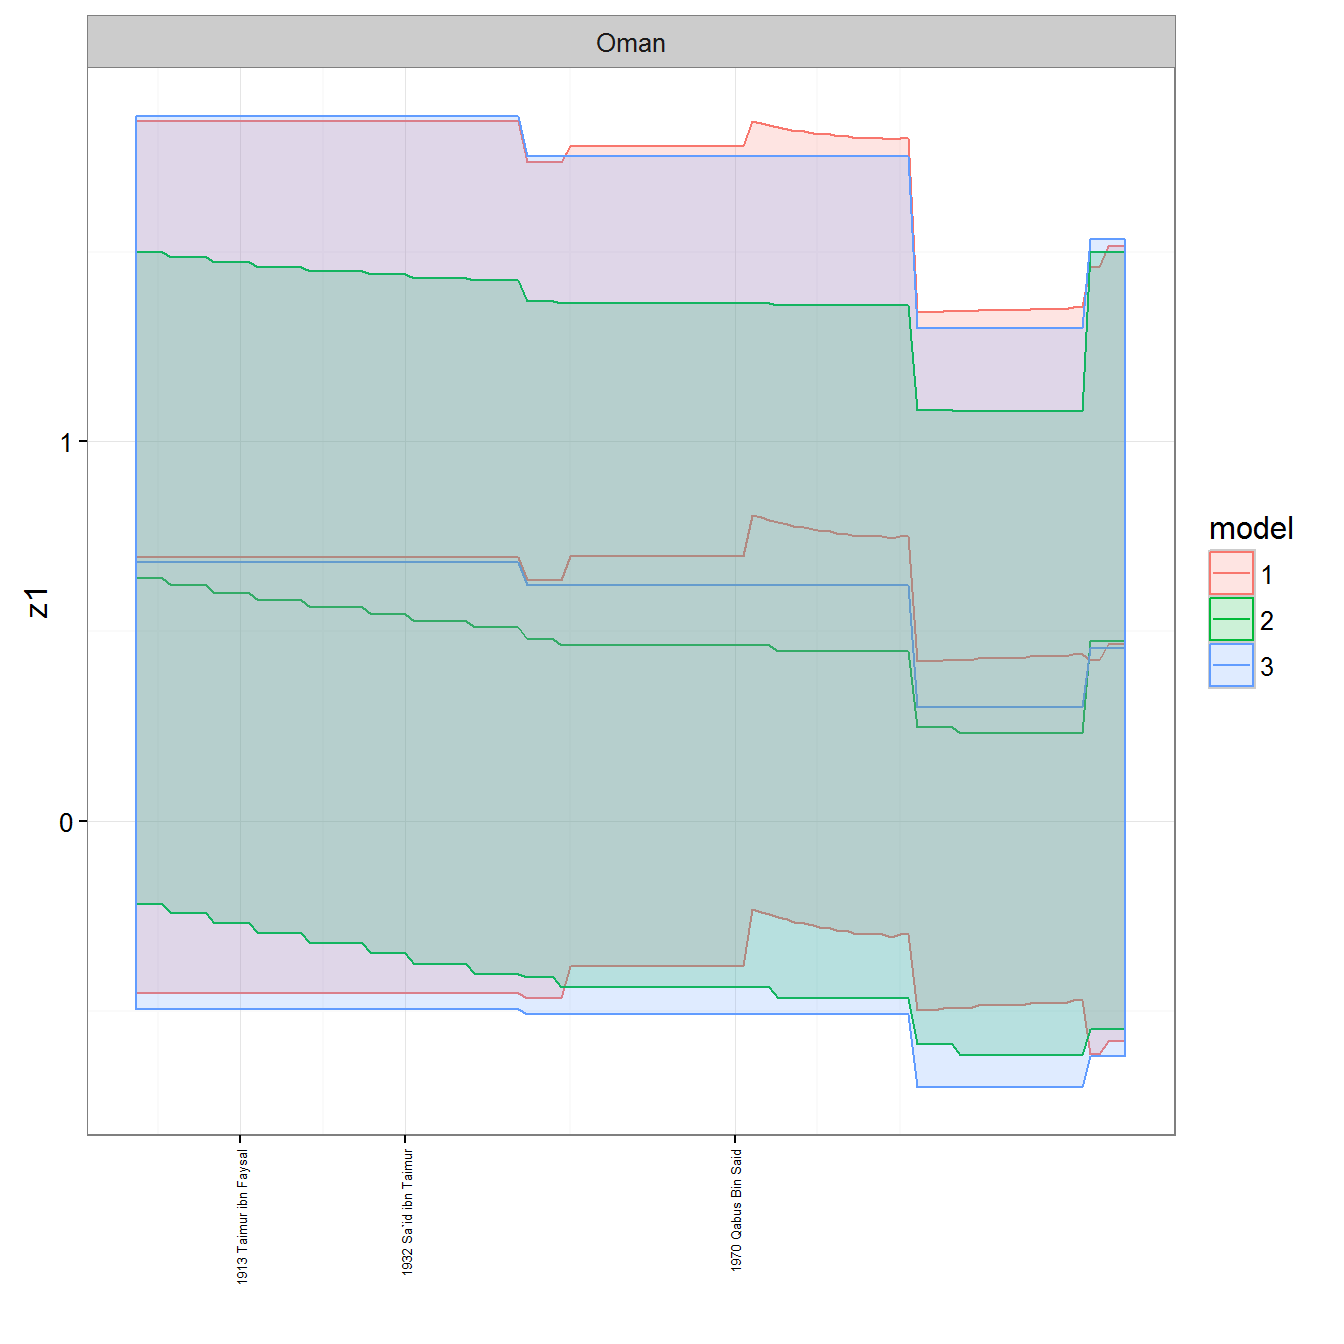 Oman
1
0
z1
model
1
2
3
1913 Taimur ibn Faysal
1932 Sa`id ibn Taimur
1970 Qabus Bin Said